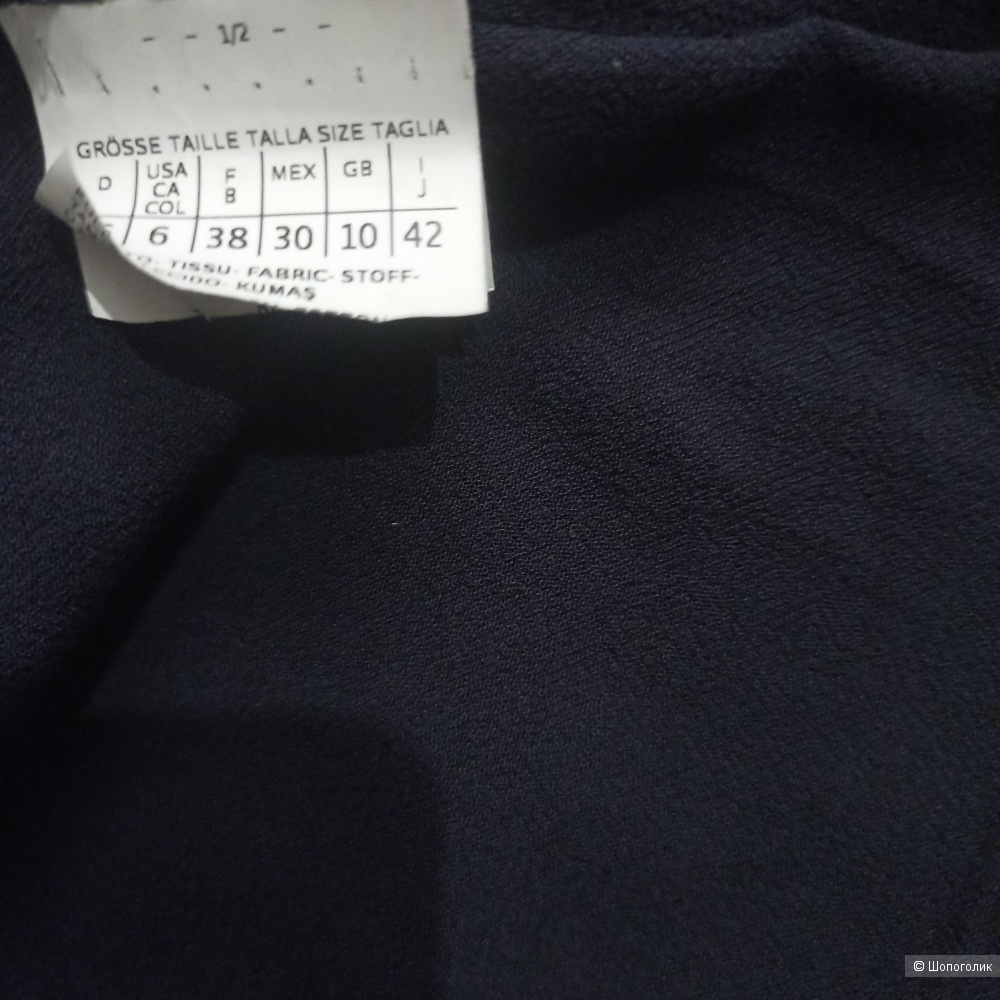 - - 1/2 - -
GRÖSSE TAILLE TALLA SIZE TAGLIA
D USA CA COL F B MEX GB I J
6 38 30 10 42
TISSU- FABRIC- STOFF-
KUMAŞ
© Шопоголик